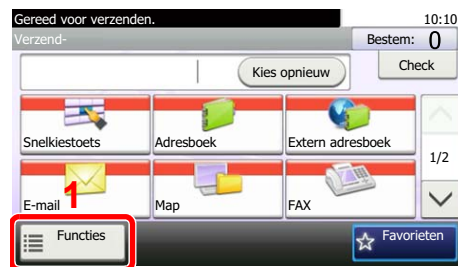 Gereed voor verzenden. 10:10
Verzend- Bestem: 0
Kies opnieuw Check
Snelkiestoets Adresboek Extern adresboek
1/2
E-mail 1 Map FAX
Functies Favorieten